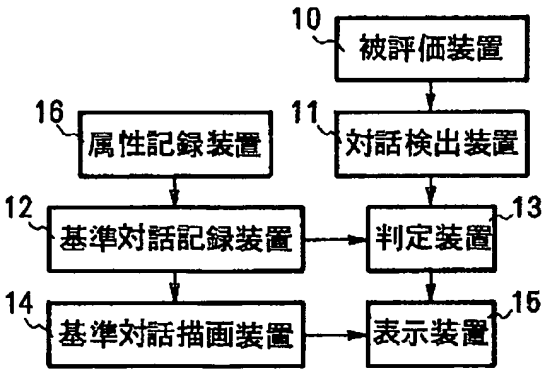 10
被評価装置
16
11
属性記録装置
対話検出装置
12
13
基準対話記録装置
判定装置
14
15
基準対話描画装置
表示装置